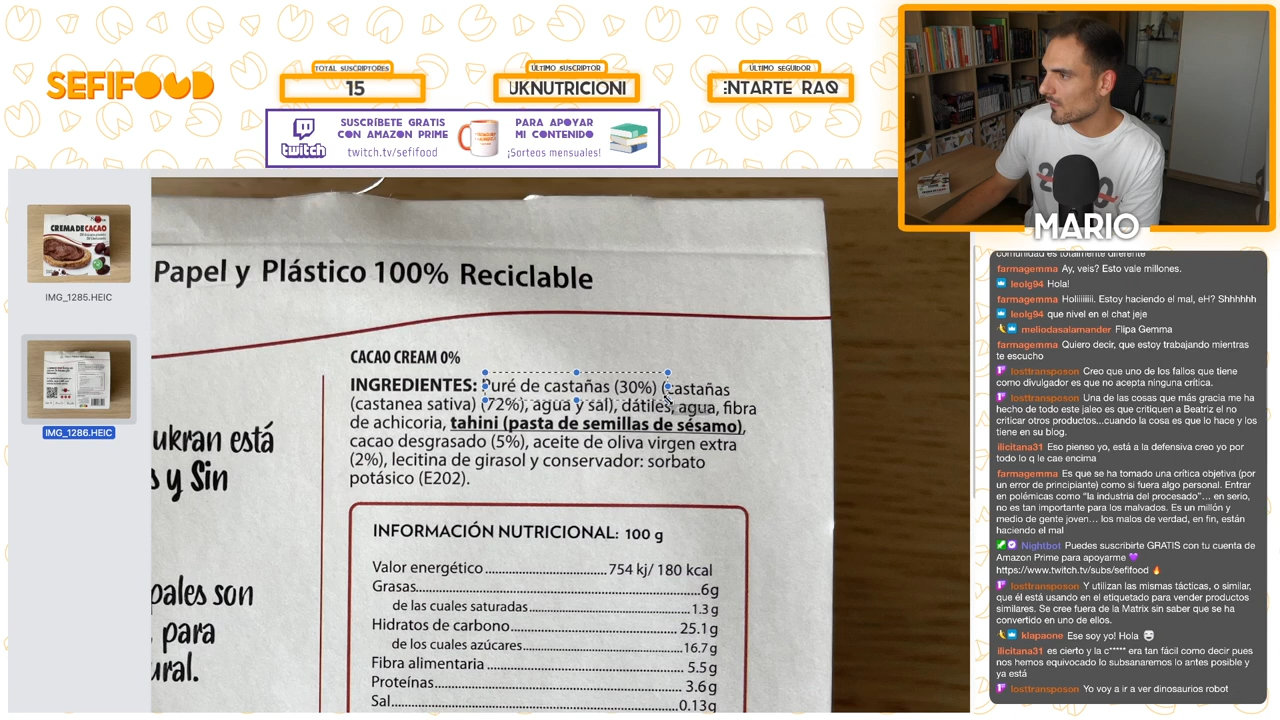 SEFIFOOD
TOTAL SUSCRIPTORES
15
ÚLTIMO SUSCRIPTOR
UKNUTRICIONI
ÚLTIMO SEGUIDOR
ENTARTE RAQ
SUSCRÍBETE GRATIS
CON AMAZON PRIME
twitch
twitch.tv/sefifood
PARA APOYAR
MI CONTENIDO
¡Sorteos mensuales!
MARIO
CREMA DE CACAO
IMG_1285.HEIC
IMG_1286.HEIC
Papel y Plástico 100% Reciclable
ukran está
s y Sin
pales son
para
ural.
CACAO CREAM 0%
INGREDIENTES: Puré de castañas (30%) (castañas
(castanea sativa) (72%), agua y sal), dátiles, agua, fibra
de achicoria, tahini (pasta de semillas de sésamo),
cacao desgrasado (5%), aceite de oliva virgen extra
(2%), lecitina de girasol y conservador: sorbato
potásico (E202).
INFORMACIÓN NUTRICIONAL: 100 g
Valor energético 754 kj/ 180 kcal
Grasas 6 g
de las cuales saturadas 1.3 g
Hidratos de carbono 25.1 g
de los cuales azúcares 16.7 g
Fibra alimentaria 5.5 g
Proteínas 3.6 g
Sal 0.13 g
comunidad es totalmente diferente
farmagemma Ay, veis? Esto vale millones.
leolg94 Hola!
farmagemma Holiiiiiiii. Estoy haciendo el mal, eH? Shhhhhh
leolg94 que nivel en el chat jeje
meliodasalamander Flipa Gemma
farmagemma Quiero decir, que estoy trabajando mientras
te escucho
losttransposon Creo que uno de los fallos que tiene
como divulgador es que no acepta ninguna crítica.
losttransposon Una de las cosas que más gracia me ha
hecho de todo este jaleo es que critiquen a Beatriz el no
criticar otros productos...cuando la cosa es que lo hace y los
tiene en su blog.
ilicitana31 Eso pienso yo, está a la defensiva creo yo por
todo lo q le cae encima
farmagemma Es que se ha tomado una crítica objetiva (por
un error de principiante) como si fuera algo personal. Entrar
en polémicas como “la industria del procesado”… en serio,
no es tan importante para los malvados. Es un millón y
medio de gente joven… los malos de verdad, en fin, están
haciendo el mal
Nightbot Puedes suscribirte GRATIS con tu cuenta de
Amazon Prime para apoyarme 💜
https://www.twitch.tv/subs/sefifood 🔥
losttransposon Y utilizan las mismas tácticas, o similar,
que él está usando en el etiquetado para vender productos
similares. Se cree fuera de la Matrix sin saber que se ha
convertido en uno de ellos.
klapaone Ese soy yo! Hola
ilicitana31 es cierto y la c***** era tan fácil como decir pues
nos hemos equivocado lo subsanaremos lo antes posible y
ya está
losttransposon Yo voy a ir a ver dinosaurios robot